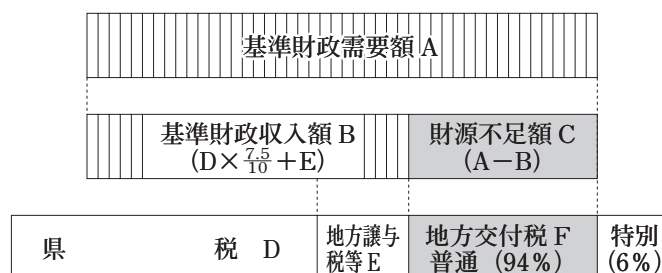 基準財政需要額 A
基準財政収入額 B
(D×7.5/10+E)
財源不足額 C
(A−B)
県 税 D
地方譲与
税等 E
地方交付税 F
普通 (94%)
特別
(6%)